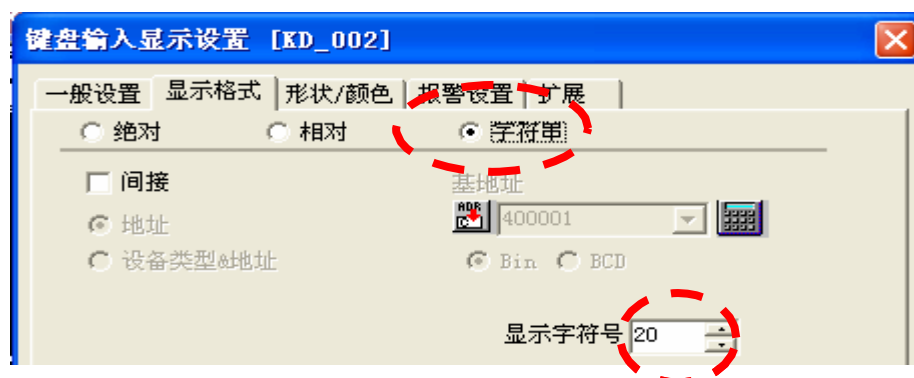 键盘输入显示设置 [KD_002]
一般设置 显示格式 形状/颜色 报警设置 扩展
绝对 相对 字符串
间接 基地址
地址 ADR 400001
设备类型&地址 Bin BCD
显示字符号 20